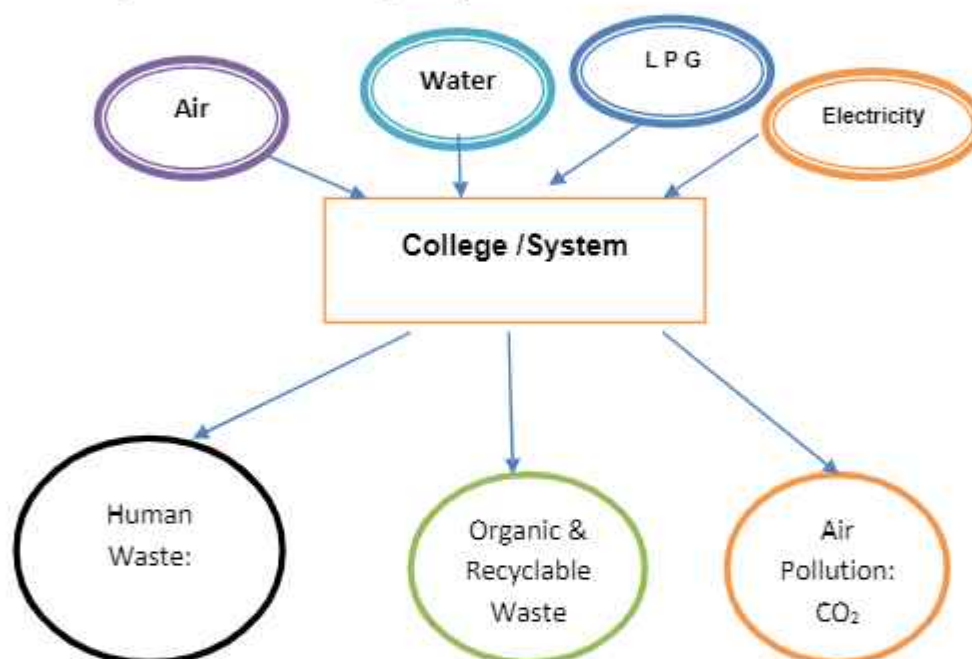 Air
Water
L P G
Electricity
College /System
Human
Waste:
Organic &
Recyclable
Waste
Air
Pollution:
CO₂